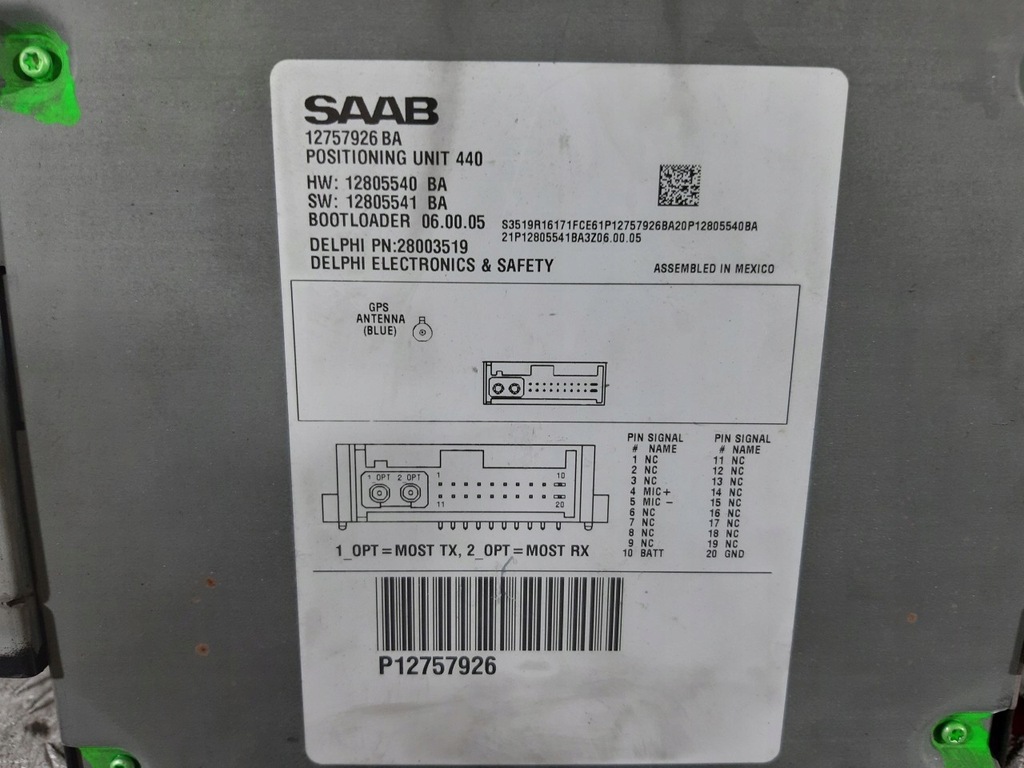 SAAB
12757926 BA
POSITIONING UNIT 440
HW: 12805540 BA
SW: 12805541 BA
BOOTLOADER 06.00.05
S3519R16171FCE61P12757926BA20P12805540BA
21P12805541BA3Z06.00.05
DELPHI PN:28003519
DELPHI ELECTRONICS & SAFETY
ASSEMBLED IN MEXICO
GPS
ANTENNA
(BLUE)
1 OPT 2 OPT
1 10
11 20
1_OPT = MOST TX, 2_OPT = MOST RX
PIN SIGNAL
# NAME
1 NC
2 NC
3 NC
4 MIC+
5 MIC –
6 NC
7 NC
8 NC
9 NC
10 BATT
PIN SIGNAL
# NAME
11 NC
12 NC
13 NC
14 NC
15 NC
16 NC
17 NC
18 NC
19 NC
20 GND
P12757926